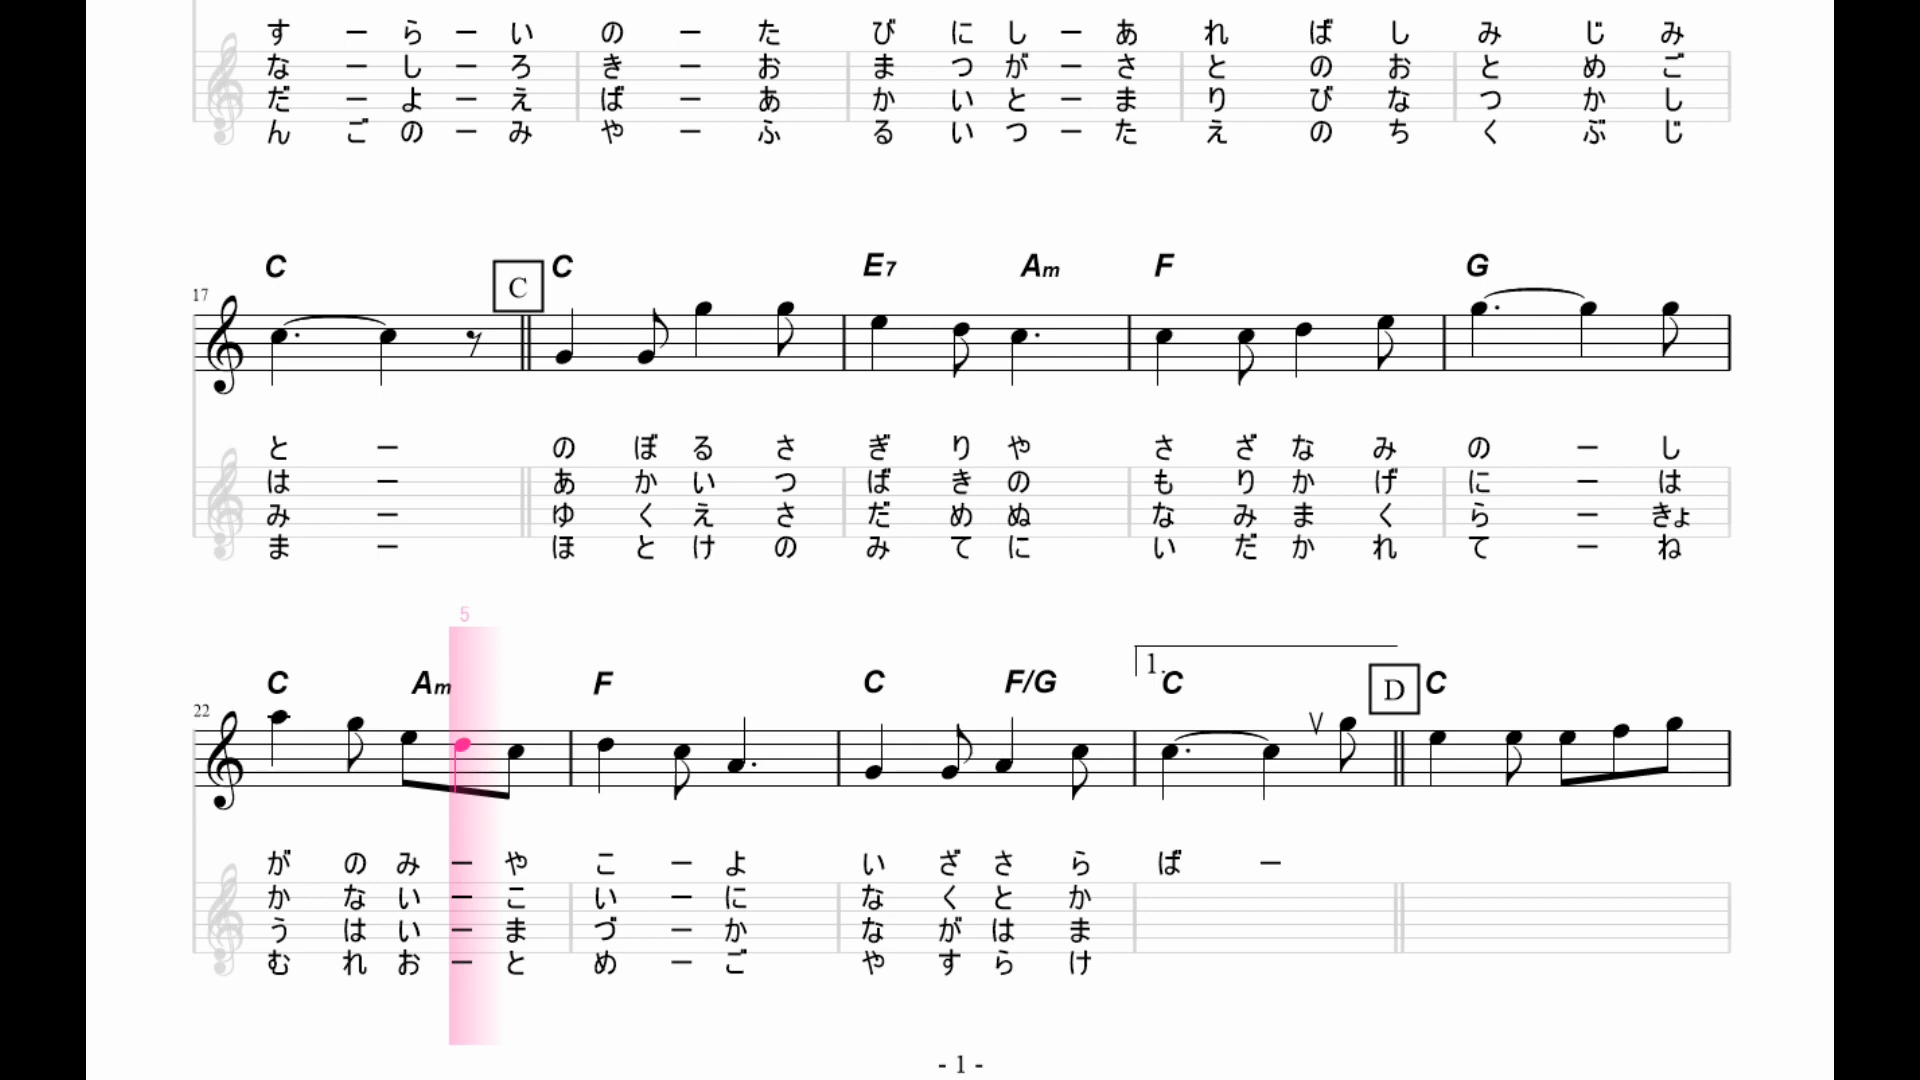 すーらーいのーたびにしーあればしみじみ
なーしーろきーおまつがーさとのおとめご
だーよーえばーあかいとーまりびなつかし
んごのーみやーふるいつーたえのちくぶじ
C C C E7 Am F G
17
とーのぼるさぎりやさざなみのーし
はーあかいつばきのもりかげにーは
みーゆくえさだめぬなみまくらーきょ
まーほとけのみてにいだかれてーね
5
C Am F C F/G 1. C D C
22
がのみーやこーよいざさらばー
かないーこいーになくとか
うはいーまづーかながはま
むれおーとめーごやすらけ
- 1 -